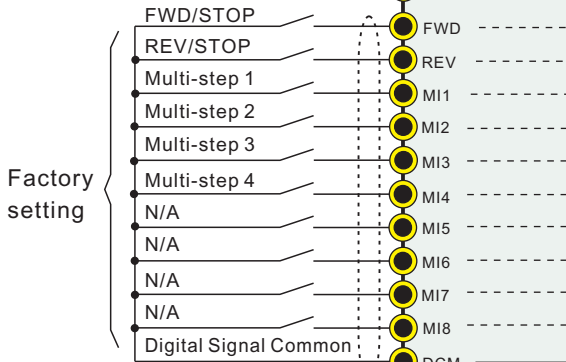 FWD/STOP FWD
REV/STOP REV
Multi-step 1 MI1
Multi-step 2 MI2
Multi-step 3 MI3
Factory setting
Multi-step 4 MI4
N/A MI5
N/A MI6
N/A MI7
N/A MI8
Digital Signal Common DCM